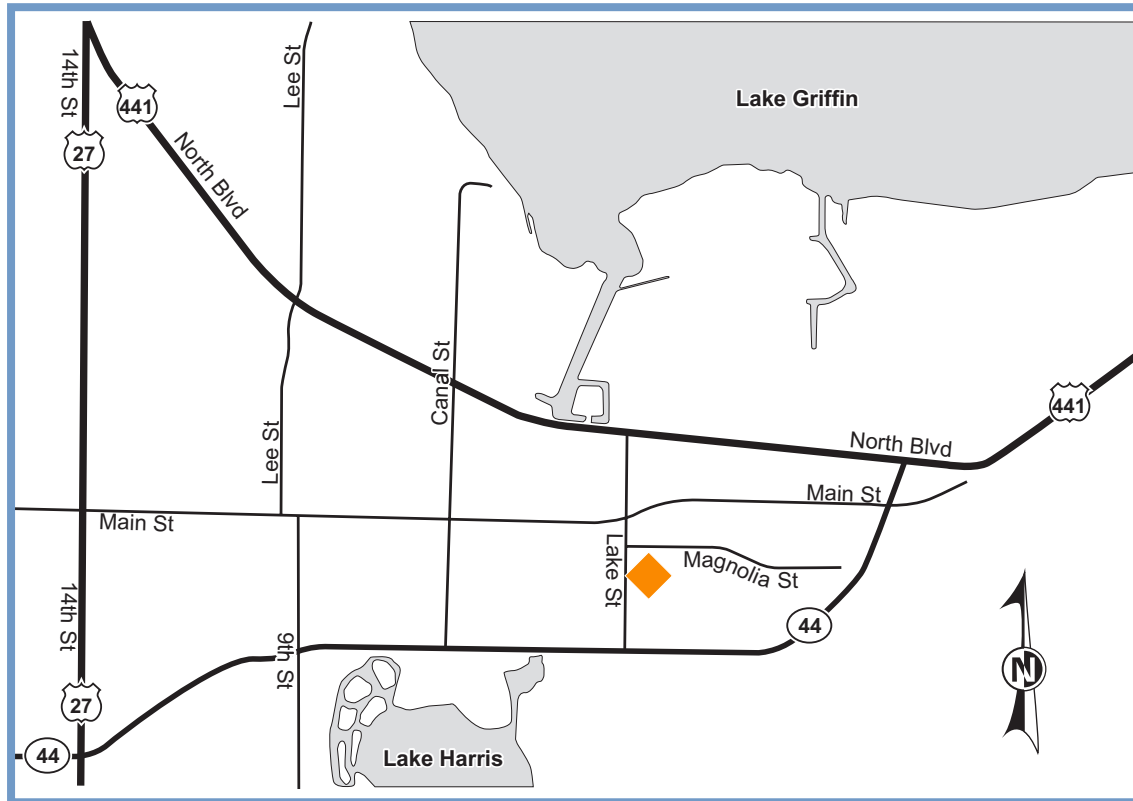 14th St
441
Lee St
Lake Griffin
27
North Blvd
Canal St
441
Lee St
North Blvd
Main St
Main St
Lake St
Magnolia St
14th St
9th St
44
27
N
44
Lake Harris